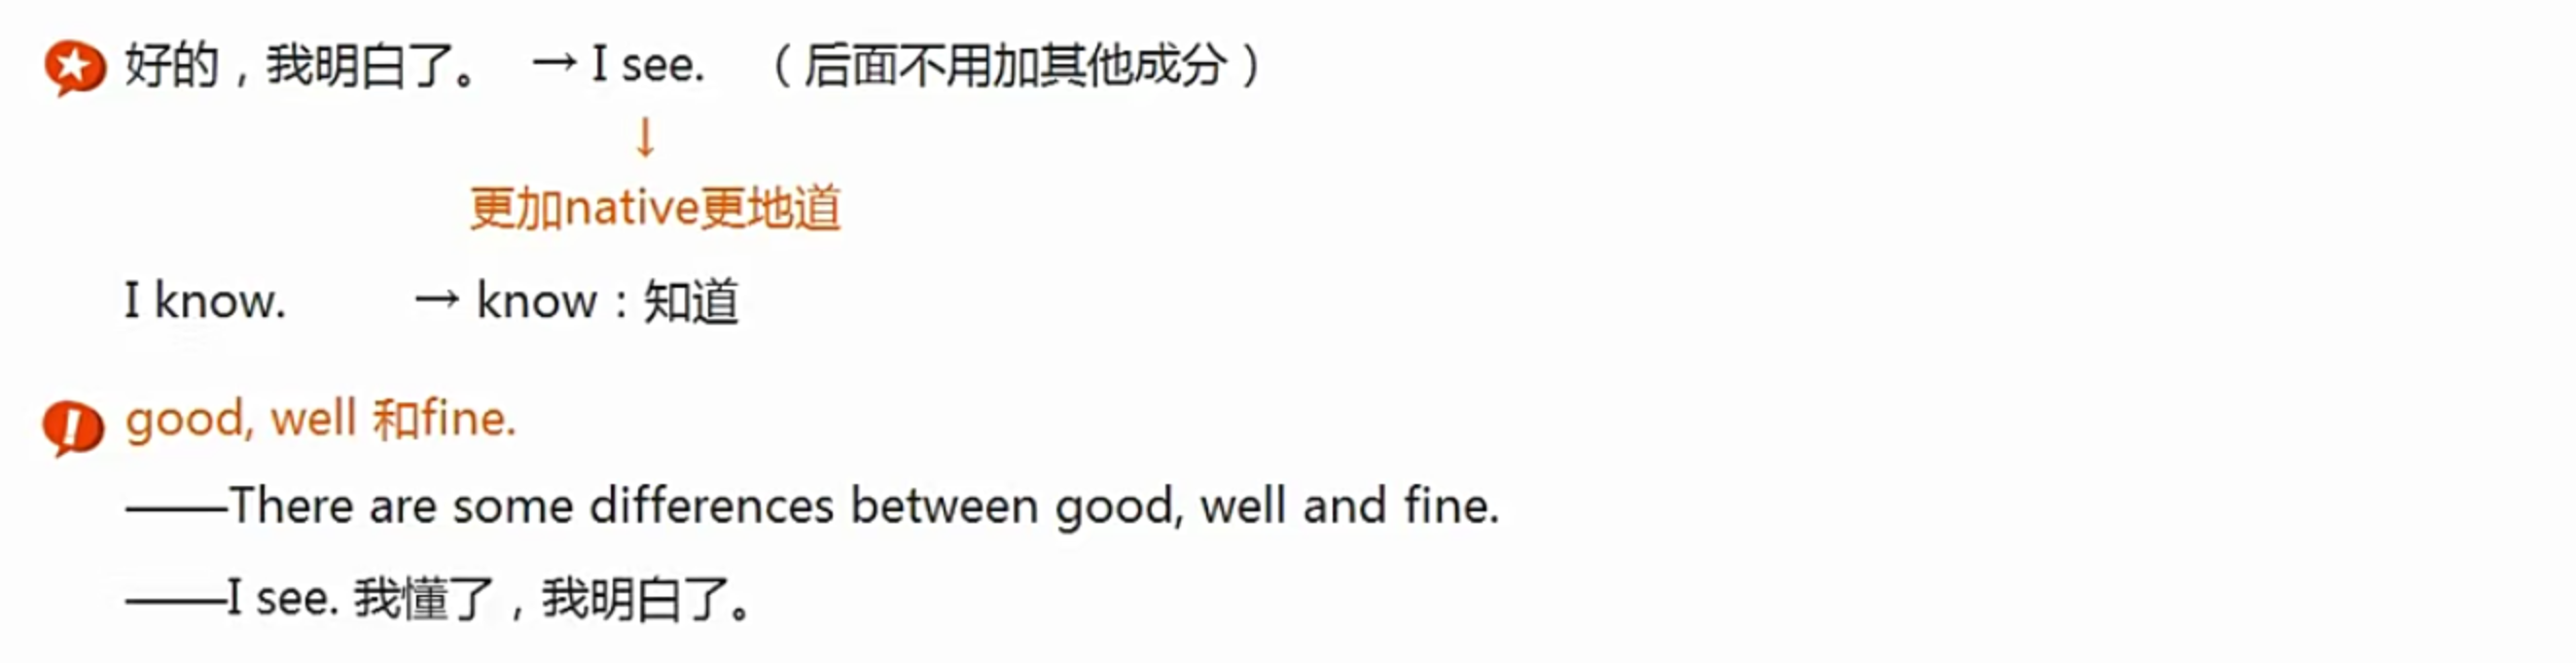 好的，我明白了。 → I see. （后面不用加其他成分）
↓
更加native更地道
I know. → know：知道
good, well 和fine.
——There are some differences between good, well and fine.
——I see. 我懂了，我明白了。